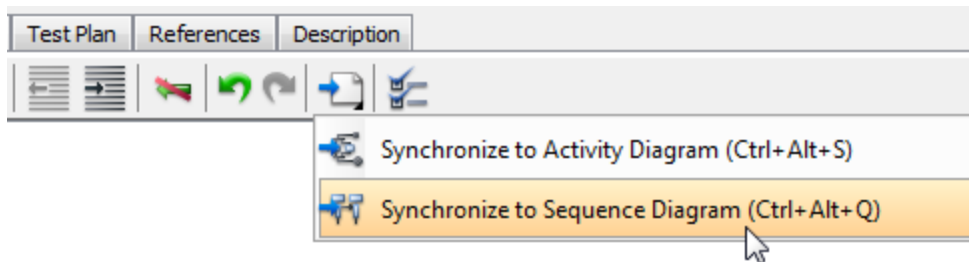 Test Plan References Description
Synchronize to Activity Diagram (Ctrl+Alt+S)
Synchronize to Sequence Diagram (Ctrl+Alt+Q)